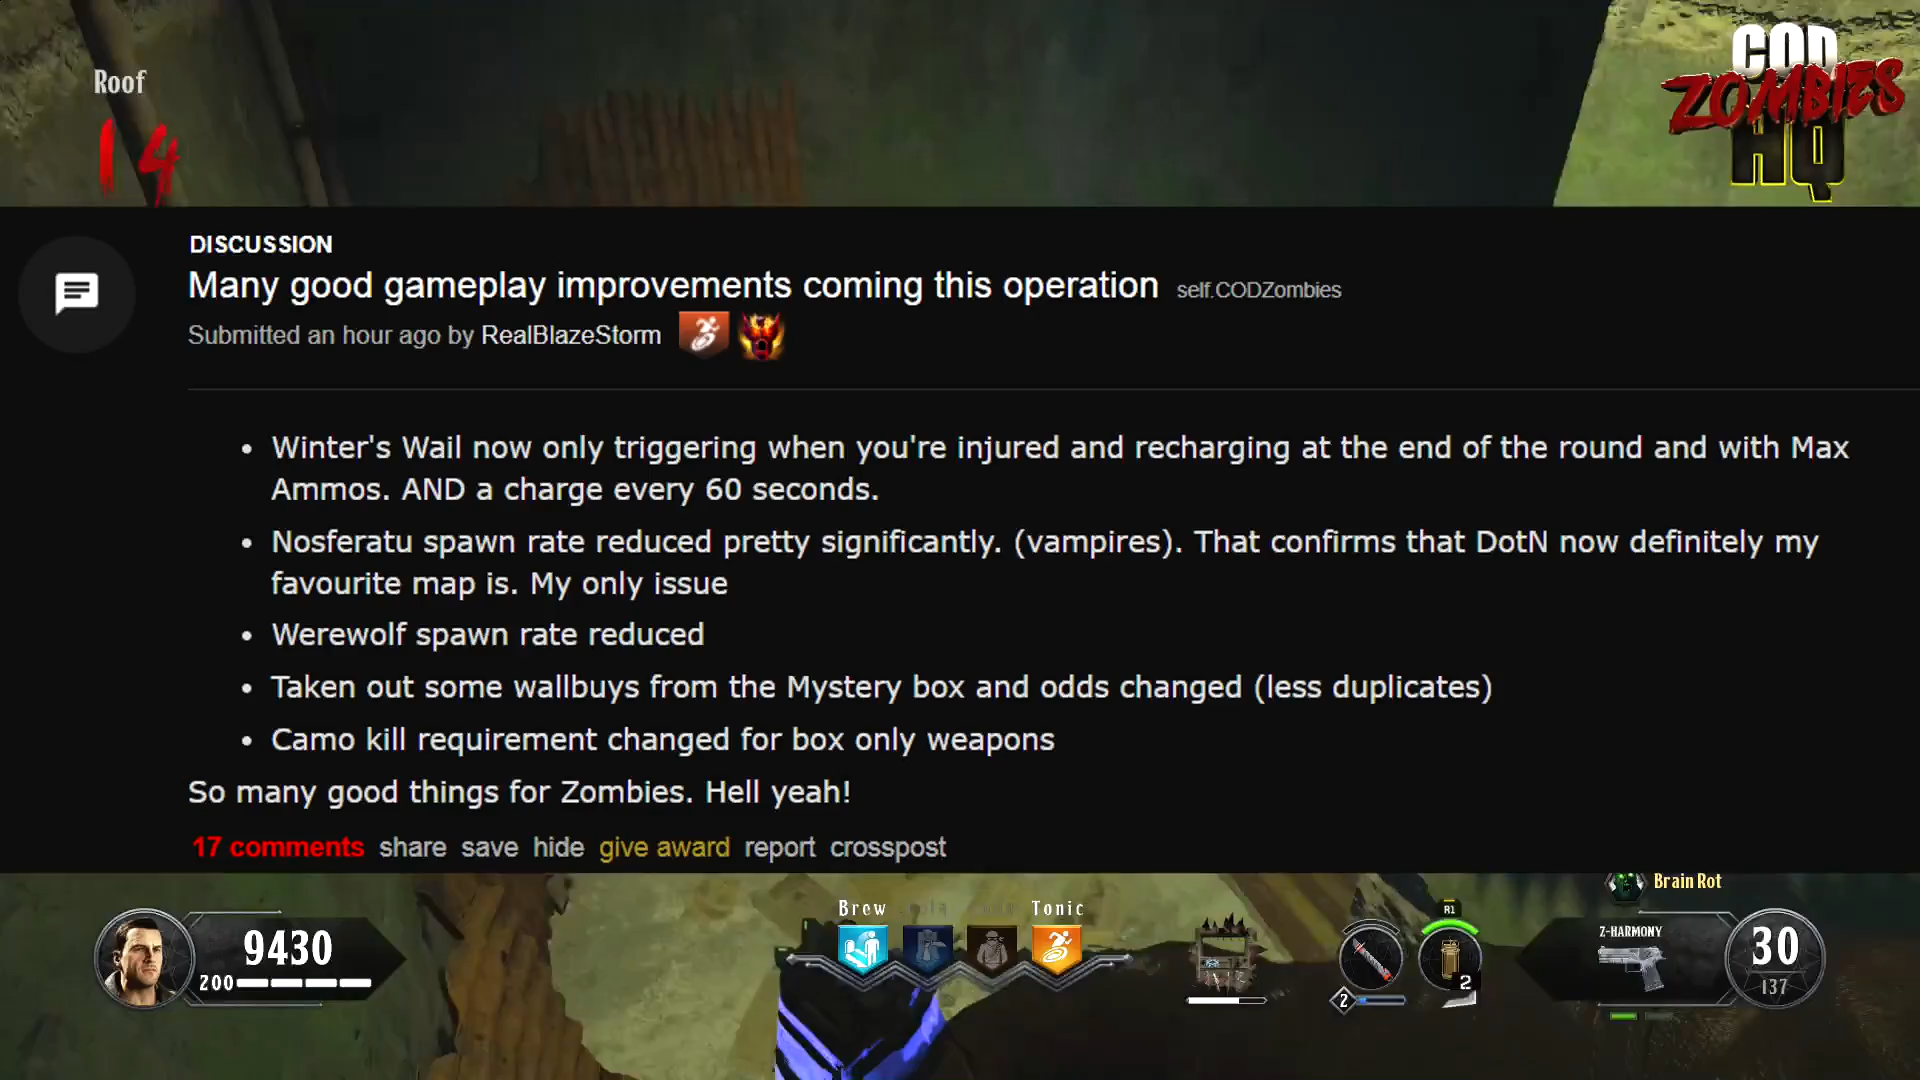 Roof
14
COD
ZOMBIES
HQ
DISCUSSION
Many good gameplay improvements coming this operation self.CODZombies
Submitted an hour ago by RealBlazeStorm
• Winter's Wail now only triggering when you're injured and recharging at the end of the round and with Max
Ammos. AND a charge every 60 seconds.
• Nosferatu spawn rate reduced pretty significantly. (vampires). That confirms that DotN now definitely my
favourite map is. My only issue
• Werewolf spawn rate reduced
• Taken out some wallbuys from the Mystery box and odds changed (less duplicates)
• Camo kill requirement changed for box only weapons
So many good things for Zombies. Hell yeah!
17 comments share save hide give award report crosspost
Brain Rot
Brew Tonic
R1
9430
200
2
2
Z-HARMONY
30
137